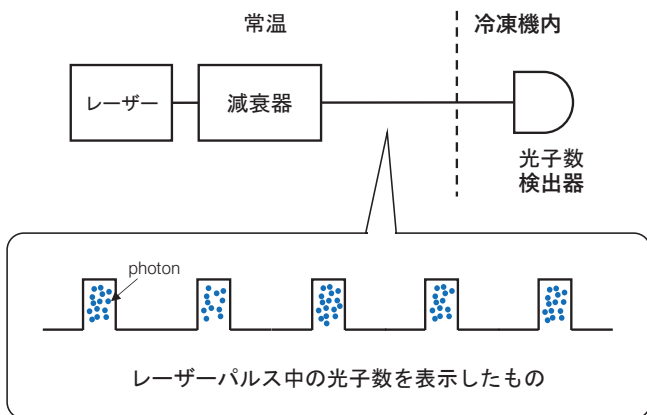 常温
冷凍機内
レーザー
減衰器
光子数
検出器
photon
レーザーパルス中の光子数を表示したもの